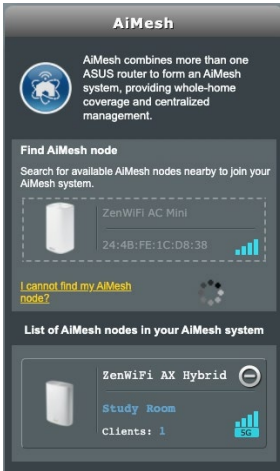 AiMesh
AiMesh combines more than one
ASUS router to form an AiMesh
system, providing whole-home
coverage and centralized
management.
Find AiMesh node
Search for available AiMesh nodes nearby to join your
AiMesh system.
ZenWiFi AC Mini
24:4B:FE:1C:D8:38
I cannot find my AiMesh
node?
List of AiMesh nodes in your AiMesh system
ZenWiFi AX Hybrid
Study Room
Clients: 1
5G